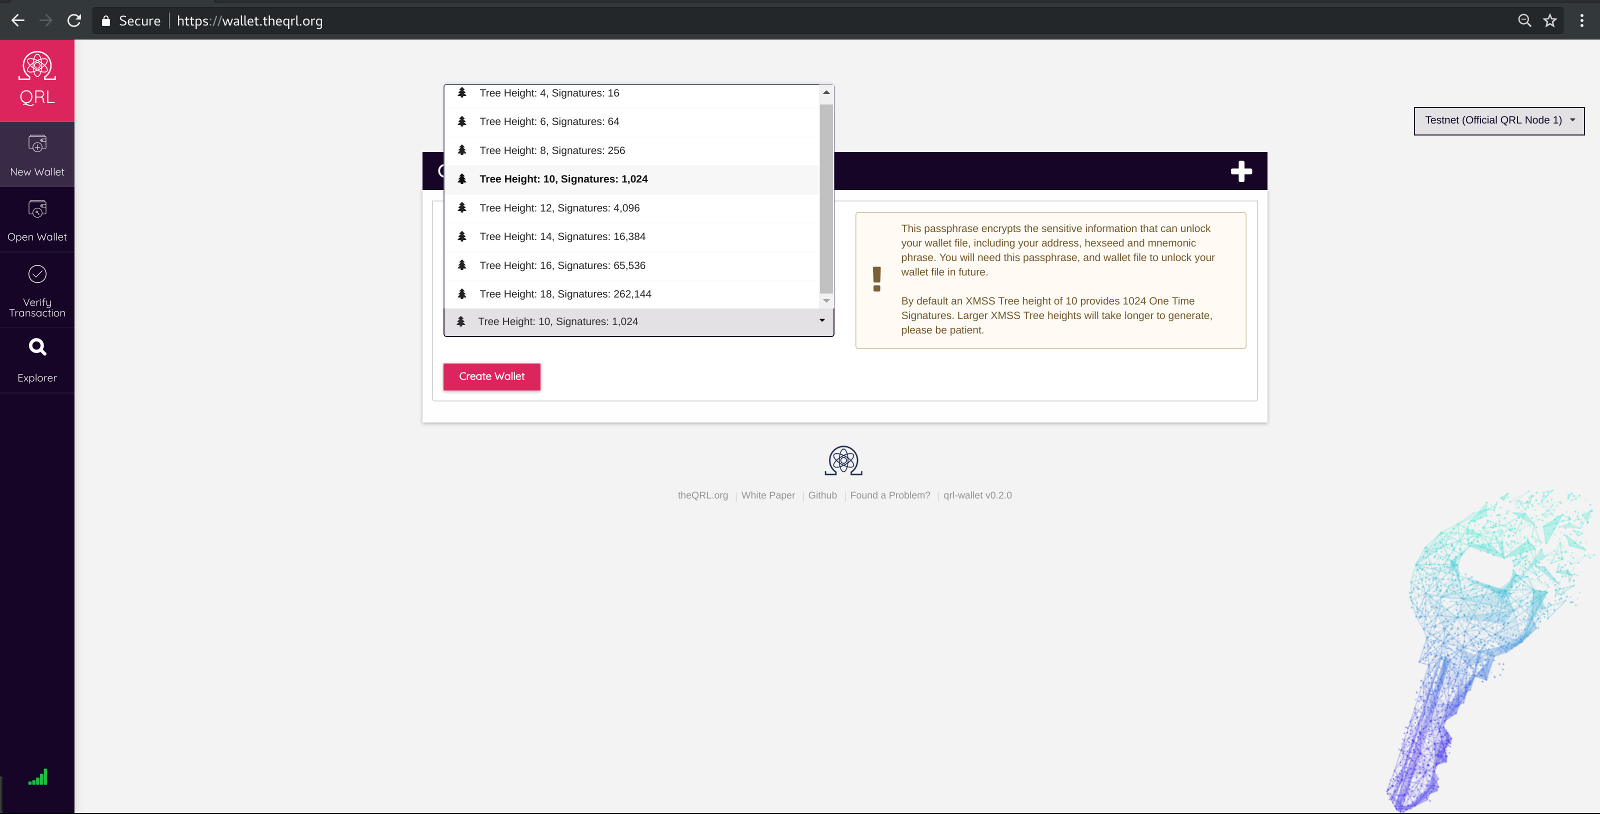 Secure
https://wallet.theqrl.org
QRL
New Wallet
Open Wallet
Verify
Transaction
Explorer
Testnet (Official QRL Node 1)
Tree Height: 4, Signatures: 16
Tree Height: 6, Signatures: 64
Tree Height: 8, Signatures: 256
Tree Height: 10, Signatures: 1,024
Tree Height: 12, Signatures: 4,096
Tree Height: 14, Signatures: 16,384
Tree Height: 16, Signatures: 65,536
Tree Height: 18, Signatures: 262,144
Tree Height: 10, Signatures: 1,024
Create Wallet
This passphrase encrypts the sensitive information that can unlock
your wallet file, including your address, hexseed and mnemonic
phrase. You will need this passphrase, and wallet file to unlock your
wallet file in future.
By default an XMSS Tree height of 10 provides 1024 One Time
Signatures. Larger XMSS Tree heights will take longer to generate,
please be patient.
theQRL.org | White Paper | Github | Found a Problem? | qrl-wallet v0.2.0